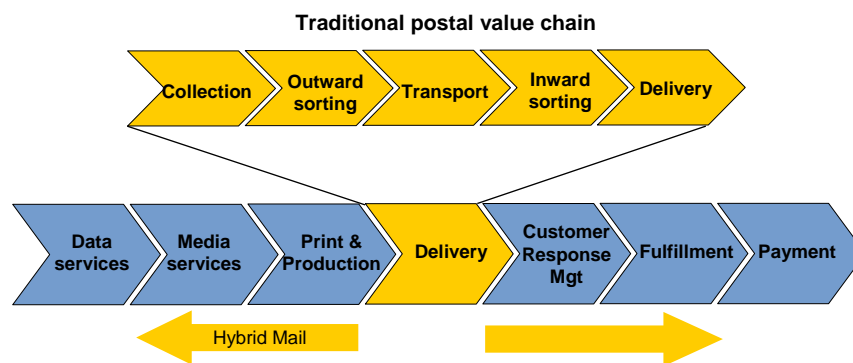 Traditional postal value chain
Collection
Outward
sorting
Transport
Inward
sorting
Delivery
Data
services
Media
services
Print &
Production
Delivery
Customer
Response
Mgt
Fulfillment
Payment
Hybrid Mail